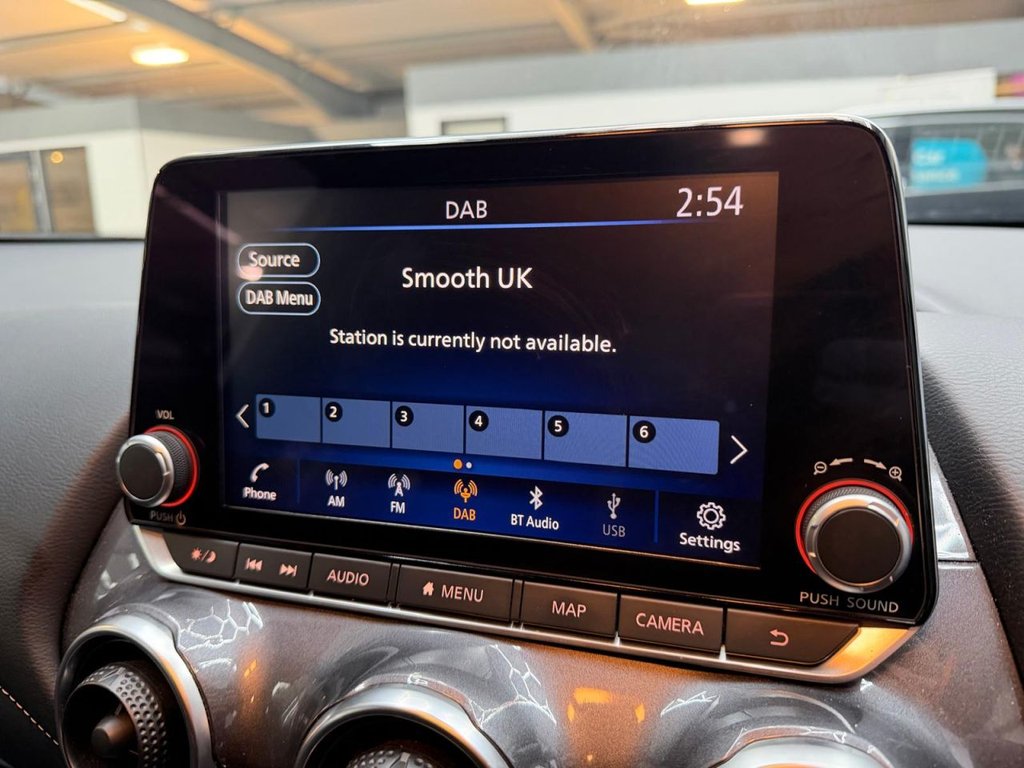 DAB 2:54
Source
Smooth UK
DAB Menu
Station is currently not available.
1 2 3 4 5 6
VOL
PUSH
Phone AM FM DAB BT Audio USB Settings
PUSH SOUND
AUDIO MENU MAP CAMERA